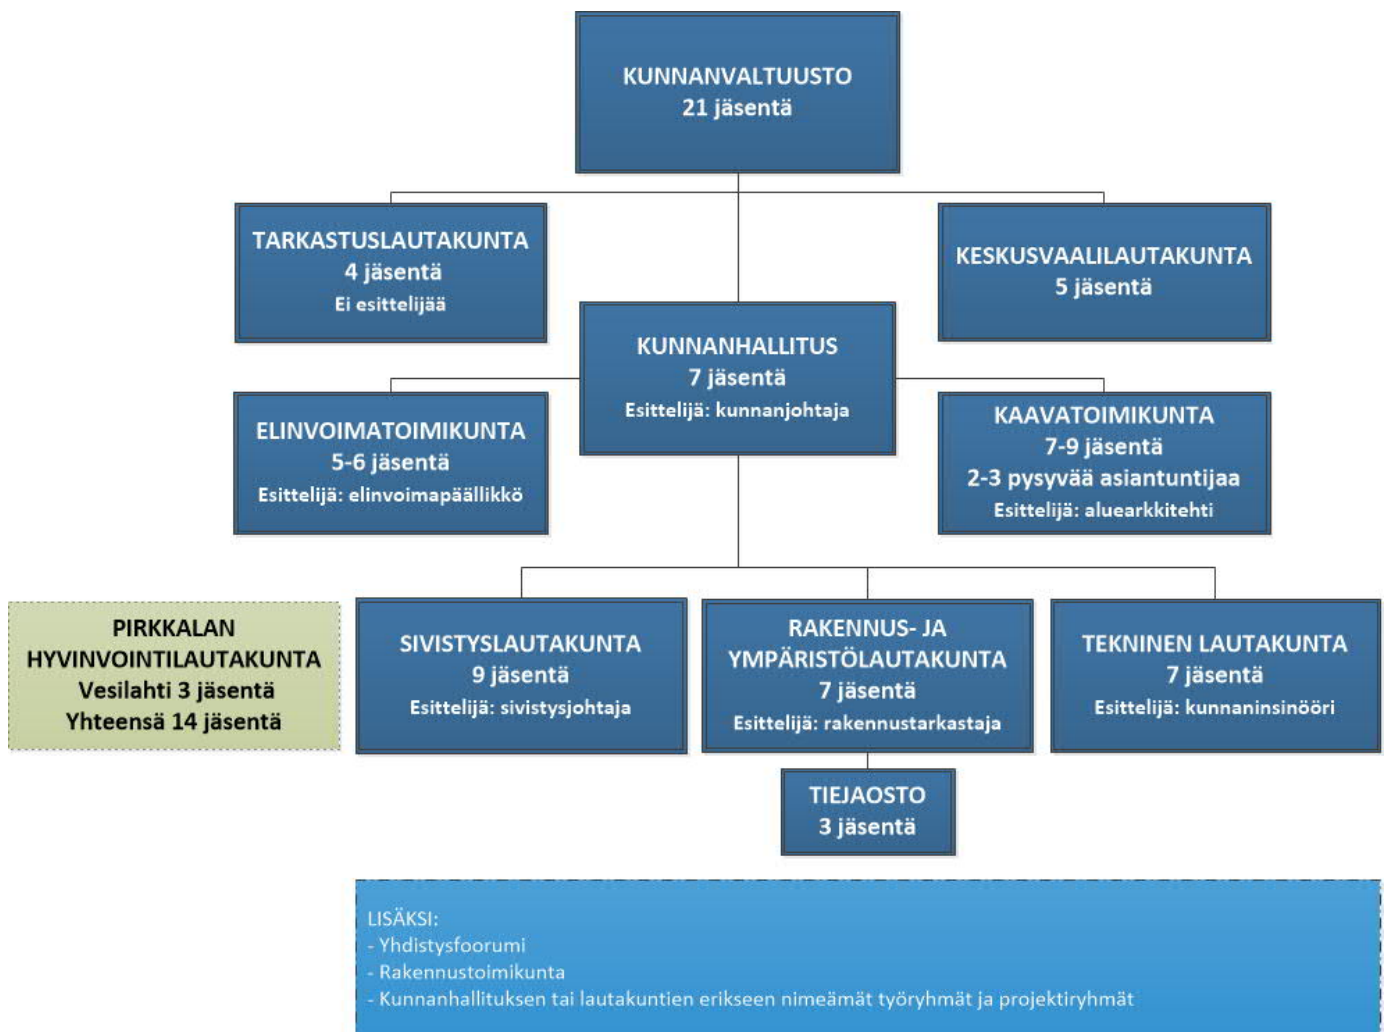 KUNNANVALTUUSTO
21 jäsentä
TARKASTUSLAUTAKUNTA
4 jäsentä
Ei esittelijää
KESKUSVAALILAUTAKUNTA
5 jäsentä
KUNNANHALLITUS
7 jäsentä
Esittelijä: kunnanjohtaja
ELINVOIMATOIMIKUNTA
5-6 jäsentä
Esittelijä: elinvoimapäällikkö
KAAVATOIMIKUNTA
7-9 jäsentä
2-3 pysyvää asiantuntijaa
Esittelijä: aluearkkitehti
PIRKKALAN
HYVINVOINTILAUTAKUNTA
Vesilahti 3 jäsentä
Yhteensä 14 jäsentä
SIVISTYSLAUTAKUNTA
9 jäsentä
Esittelijä: sivistysjohtaja
RAKENNUS- JA
YMPÄRISTÖLAUTAKUNTA
7 jäsentä
Esittelijä: rakennustarkastaja
TEKNINEN LAUTAKUNTA
7 jäsentä
Esittelijä: kunnaninsinööri
TIEJAOSTO
3 jäsentä
LISÄKSI:
- Yhdistysfoorumi
- Rakennustoimikunta
- Kunnanhallituksen tai lautakuntien erikseen nimeämät työryhmät ja projektiryhmät